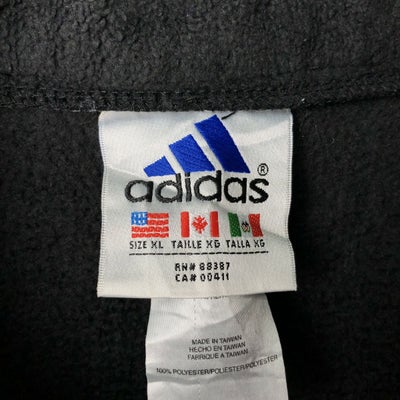 adidas®
SIZE XL TAILLE XG TALLA XG
RN# 88387
CA# 00411
MADE IN TAIWAN
HECHO EN TAIWAN
FABRIQUE A TAIWAN
100% POLYESTER/POLIESTER/POLYESTER